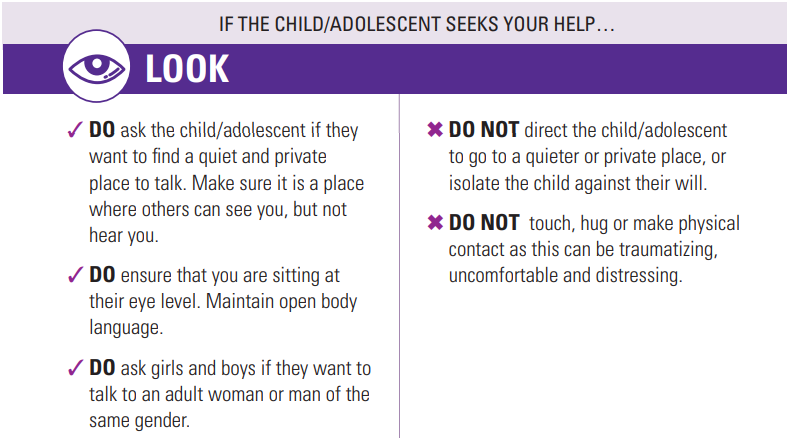 IF THE CHILD/ADOLESCENT SEEKS YOUR HELP…
LOOK
✓ DO ask the child/adolescent if they
want to find a quiet and private
place to talk. Make sure it is a place
where others can see you, but not
hear you.
✓ DO ensure that you are sitting at
their eye level. Maintain open body
language.
✓ DO ask girls and boys if they want to
talk to an adult woman or man of the
same gender.
✖ DO NOT direct the child/adolescent
to go to a quieter or private place, or
isolate the child against their will.
✖ DO NOT touch, hug or make physical
contact as this can be traumatizing,
uncomfortable and distressing.